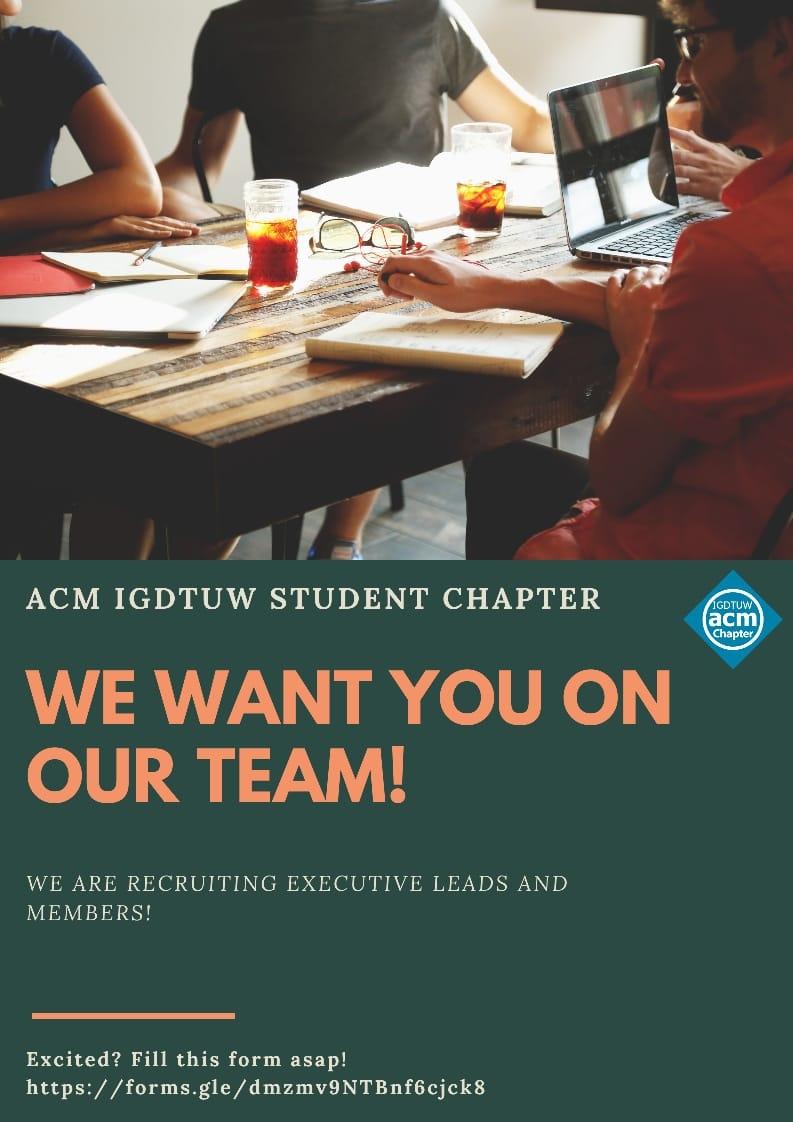 ACM IGDTUW STUDENT CHAPTER
IGDTUW
acm
Chapter
WE WANT YOU ON
OUR TEAM!
WE ARE RECRUITING EXECUTIVE LEADS AND
MEMBERS!
Excited? Fill this form asap!
https://forms.gle/dmzmv9NTBnf6cjck8